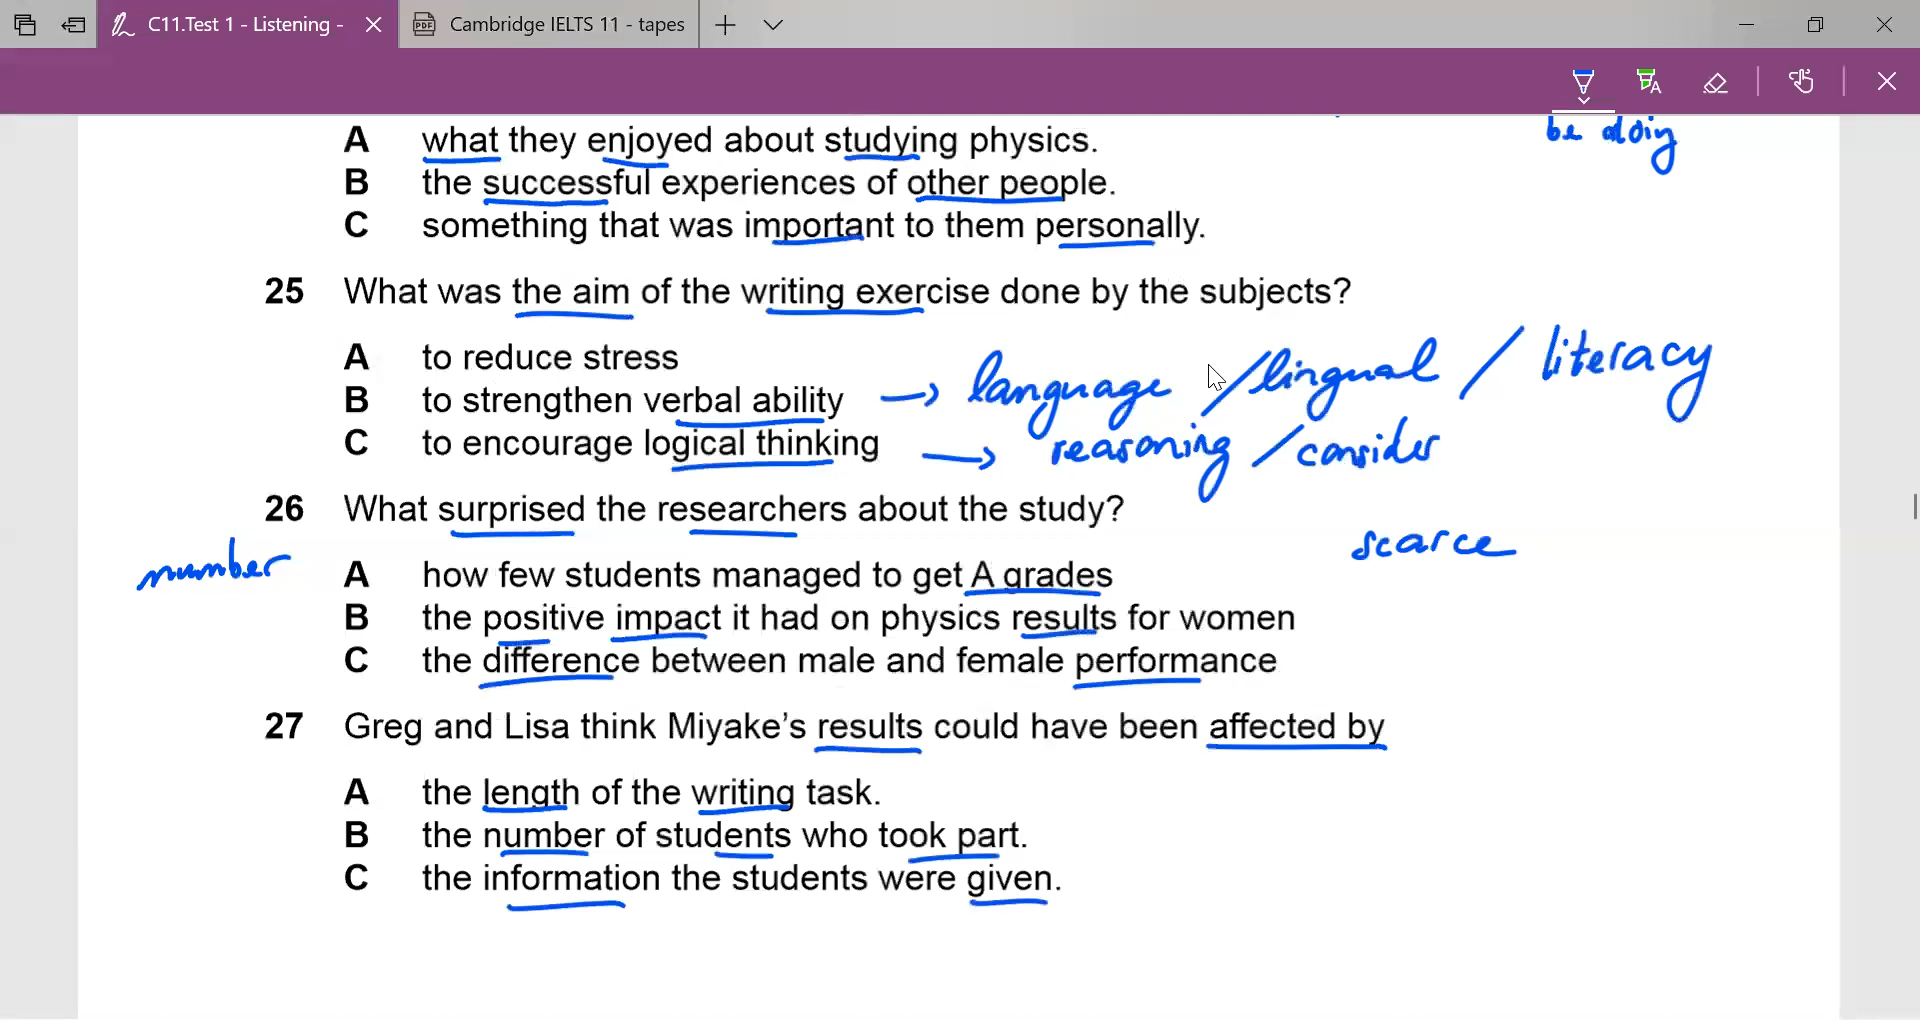 C11.Test 1 - Listening -
Cambridge IELTS 11 - tapes
be doing
A what they enjoyed about studying physics.
B the successful experiences of other people.
C something that was important to them personally.
25 What was the aim of the writing exercise done by the subjects?
A to reduce stress
B to strengthen verbal ability → language / lingual / literacy
C to encourage logical thinking → reasoning / consider
26 What surprised the researchers about the study?
scarce
number
A how few students managed to get A grades
B the positive impact it had on physics results for women
C the difference between male and female performance
27 Greg and Lisa think Miyake’s results could have been affected by
A the length of the writing task.
B the number of students who took part.
C the information the students were given.